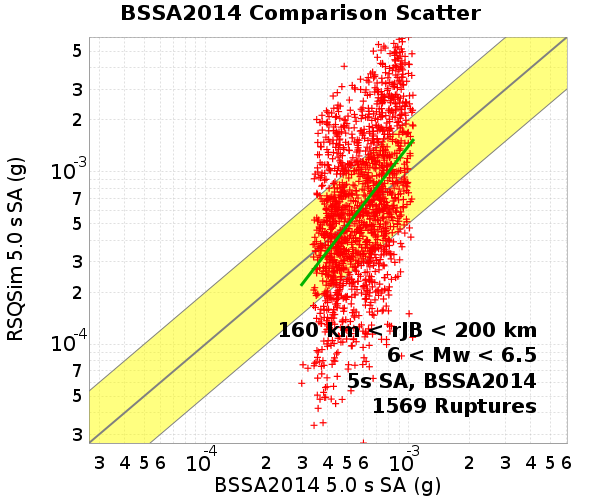 BSSA2014 Comparison Scatter
RSQSim 5.0 s SA (g)
5
3
2
10-3
7
5
3
2
10-4
7
5
3
160 km < rJB < 200 km
6 < Mw < 6.5
5s SA, BSSA2014
1569 Ruptures
3 4 5 6 10-4 2 3 4 5 6 10-3 2 3 4 5 6
BSSA2014 5.0 s SA (g)